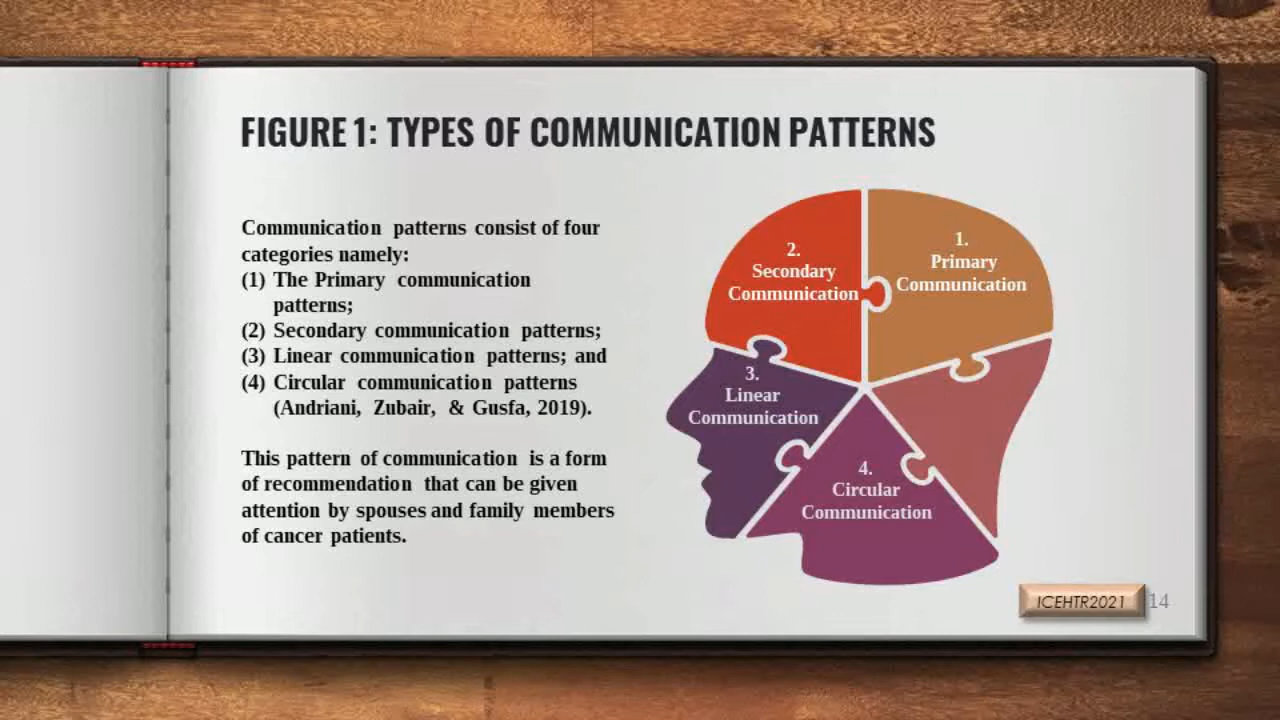 FIGURE 1: TYPES OF COMMUNICATION PATTERNS
Communication patterns consist of four
categories namely:
(1) The Primary communication
patterns;
(2) Secondary communication patterns;
(3) Linear communication patterns; and
(4) Circular communication patterns
(Andriani, Zubair, & Gusfa, 2019).
This pattern of communication is a form
of recommendation that can be given
attention by spouses and family members
of cancer patients.
1.
Primary
Communication
2.
Secondary
Communication
3.
Linear
Communication
4.
Circular
Communication
ICEHTR2021
14